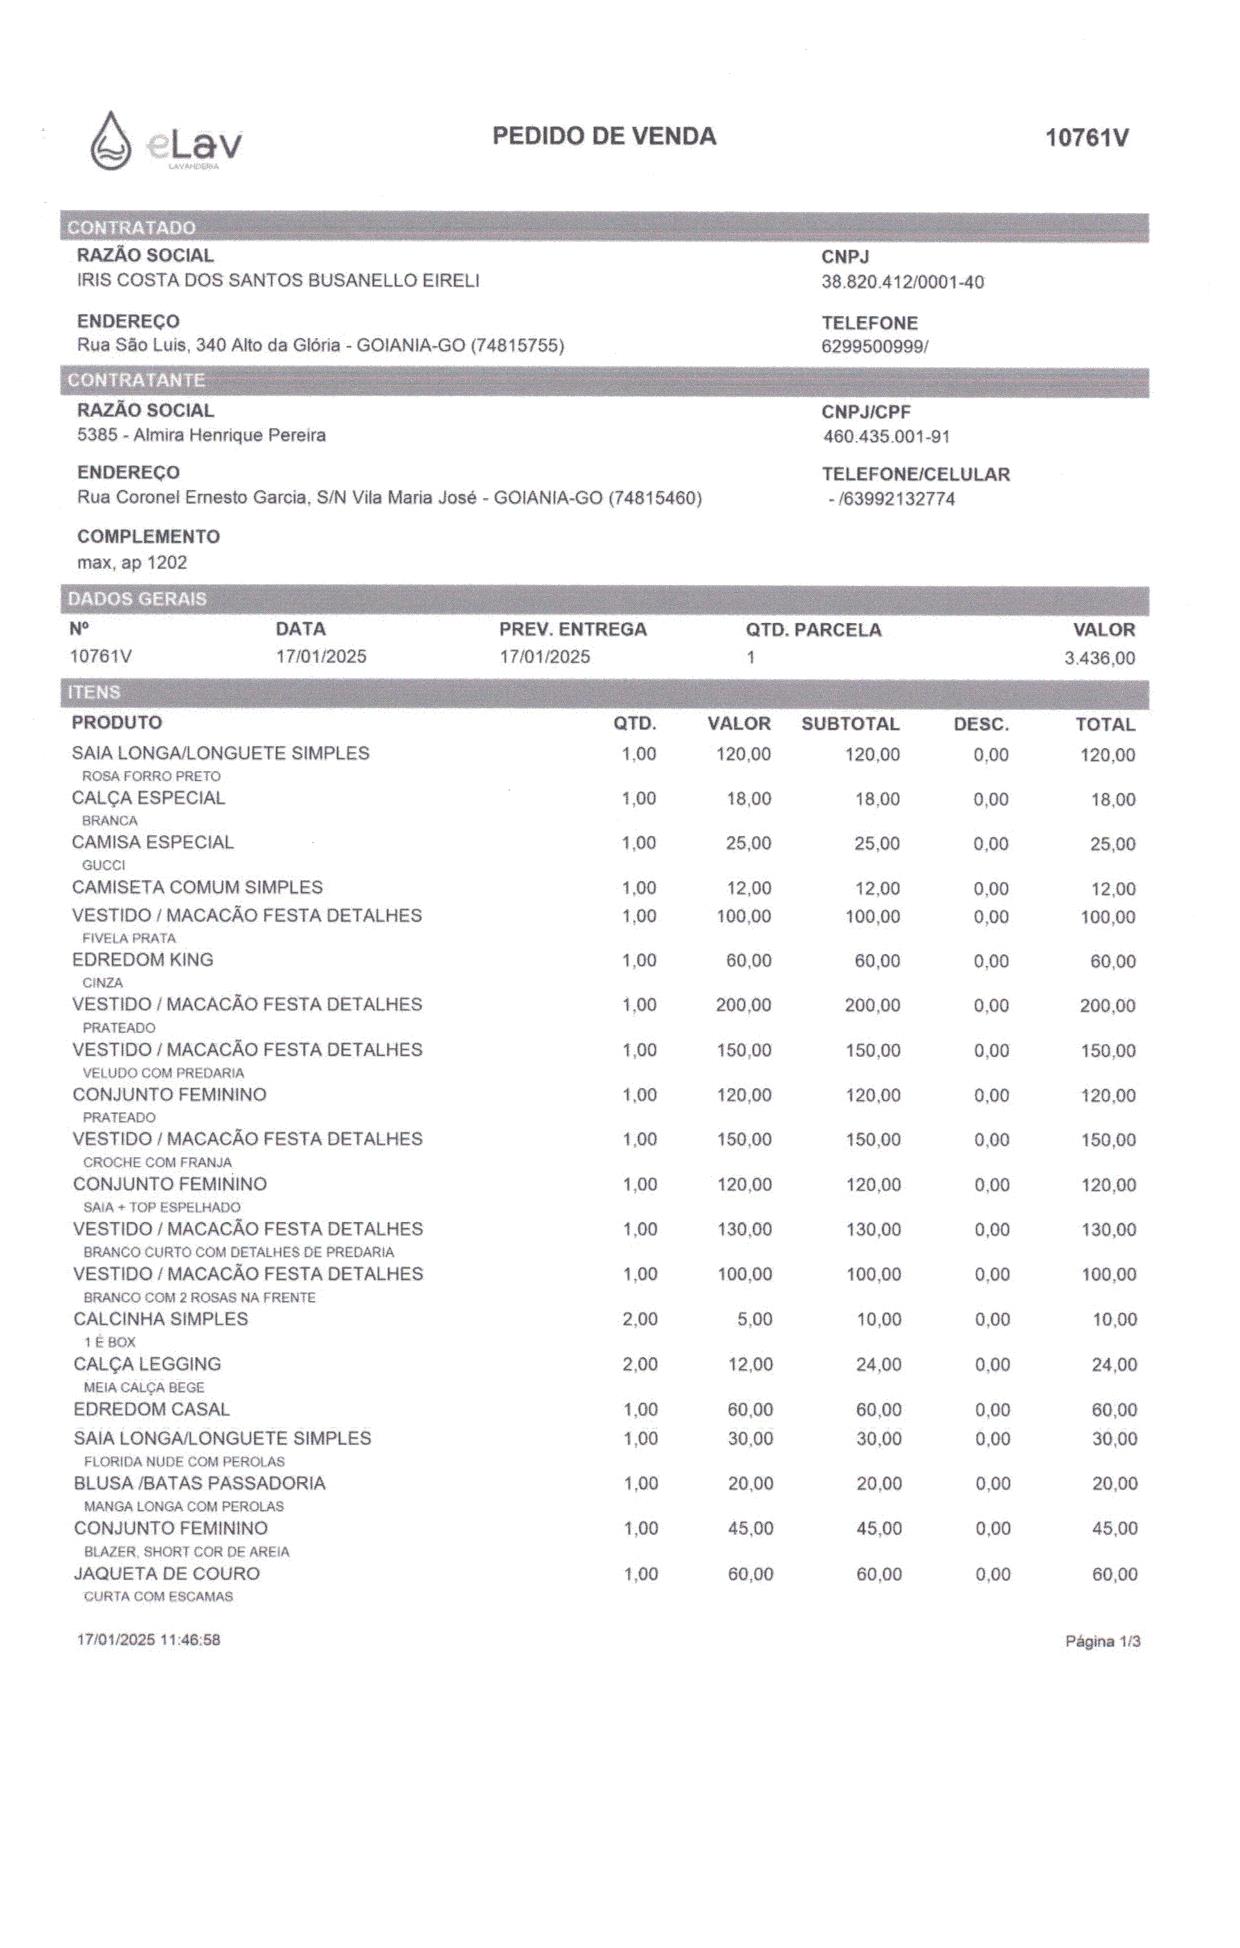 eLav
LAVANDERIA
PEDIDO DE VENDA
10761V
CONTRATADO
RAZÃO SOCIAL CNPJ
IRIS COSTA DOS SANTOS BUSANELLO EIRELI 38.820.412/0001-40
ENDEREÇO TELEFONE
Rua São Luis, 340 Alto da Glória - GOIANIA-GO (74815755) 6299500999/
CONTRATANTE
RAZÃO SOCIAL CNPJ/CPF
5385 - Almira Henrique Pereira 460.435.001-91
ENDEREÇO TELEFONE/CELULAR
Rua Coronel Ernesto Garcia, S/N Vila Maria José - GOIANIA-GO (74815460) - /63992132774
COMPLEMENTO
max, ap 1202
DADOS GERAIS
Nº DATA PREV. ENTREGA QTD. PARCELA VALOR
10761V 17/01/2025 17/01/2025 1 3.436,00
ITENS
PRODUTO QTD. VALOR SUBTOTAL DESC. TOTAL
SAIA LONGA/LONGUETE SIMPLES 1,00 120,00 120,00 0,00 120,00
ROSA FORRO PRETO
CALÇA ESPECIAL 1,00 18,00 18,00 0,00 18,00
BRANCA
CAMISA ESPECIAL 1,00 25,00 25,00 0,00 25,00
GUCCI
CAMISETA COMUM SIMPLES 1,00 12,00 12,00 0,00 12,00
VESTIDO / MACACÃO FESTA DETALHES 1,00 100,00 100,00 0,00 100,00
FIVELA PRATA
EDREDOM KING 1,00 60,00 60,00 0,00 60,00
CINZA
VESTIDO / MACACÃO FESTA DETALHES 1,00 200,00 200,00 0,00 200,00
PRATEADO
VESTIDO / MACACÃO FESTA DETALHES 1,00 150,00 150,00 0,00 150,00
VELUDO COM PREDARIA
CONJUNTO FEMININO 1,00 120,00 120,00 0,00 120,00
PRATEADO
VESTIDO / MACACÃO FESTA DETALHES 1,00 150,00 150,00 0,00 150,00
CROCHE COM FRANJA
CONJUNTO FEMININO 1,00 120,00 120,00 0,00 120,00
SAIA + TOP ESPELHADO
VESTIDO / MACACÃO FESTA DETALHES 1,00 130,00 130,00 0,00 130,00
BRANCO CURTO COM DETALHES DE PREDARIA
VESTIDO / MACACÃO FESTA DETALHES 1,00 100,00 100,00 0,00 100,00
BRANCO COM 2 ROSAS NA FRENTE
CALCINHA SIMPLES 2,00 5,00 10,00 0,00 10,00
1 É BOX
CALÇA LEGGING 2,00 12,00 24,00 0,00 24,00
MEIA CALÇA BEGE
EDREDOM CASAL 1,00 60,00 60,00 0,00 60,00
SAIA LONGA/LONGUETE SIMPLES 1,00 30,00 30,00 0,00 30,00
FLORIDA NUDE COM PEROLAS
BLUSA /BATAS PASSADORIA 1,00 20,00 20,00 0,00 20,00
MANGA LONGA COM PEROLAS
CONJUNTO FEMININO 1,00 45,00 45,00 0,00 45,00
BLAZER, SHORT COR DE AREIA
JAQUETA DE COURO 1,00 60,00 60,00 0,00 60,00
CURTA COM ESCAMAS
17/01/2025 11:46:58 Página 1/3